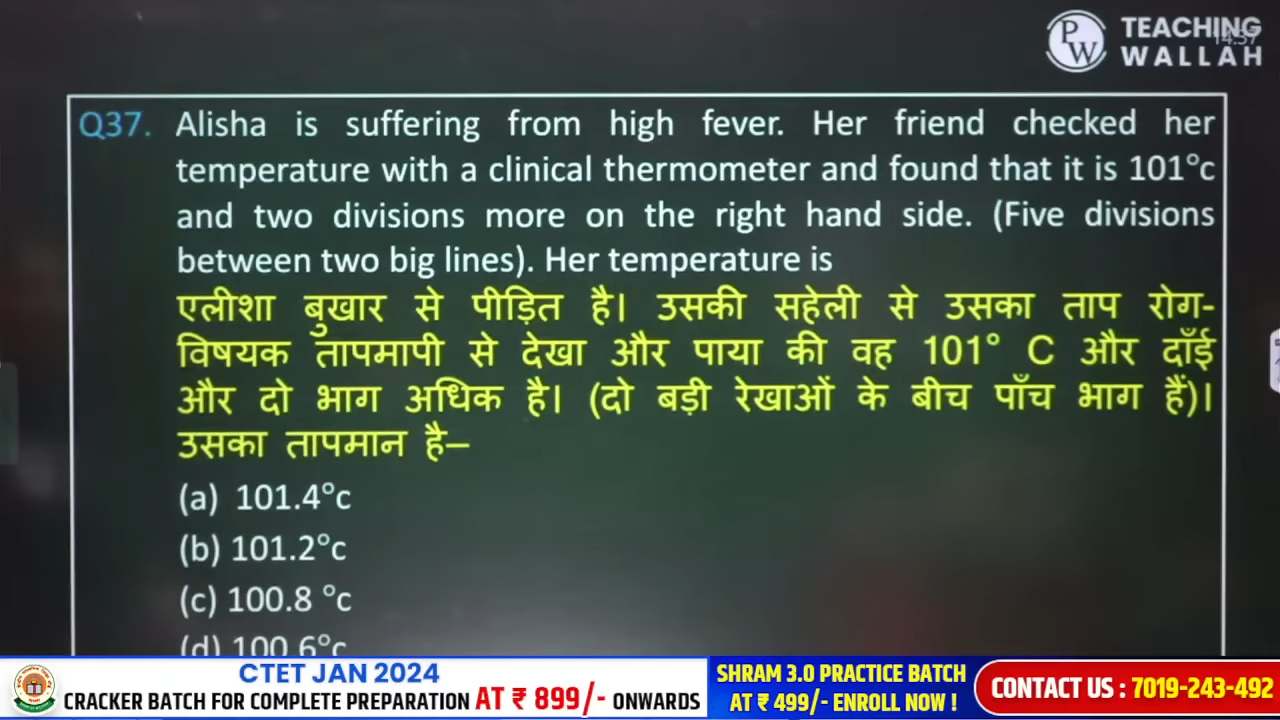 TEACHING
WALLAH
PW
Q37. Alisha is suffering from high fever. Her friend checked her
temperature with a clinical thermometer and found that it is 101°c
and two divisions more on the right hand side. (Five divisions
between two big lines). Her temperature is
एलीशा बुखार से पीड़ित है। उसकी सहेली से उसका ताप रोग-
विषयक तापमापी से देखा और पाया की वह 101° C और दाँई
और दो भाग अधिक है। (दो बड़ी रेखाओं के बीच पाँच भाग हैं)।
उसका तापमान है–
(a) 101.4°c
(b) 101.2°c
(c) 100.8 °c
(d) 100.6°c
CTET JAN 2024
CRACKER BATCH FOR COMPLETE PREPARATION AT ₹ 899/- ONWARDS
SHRAM 3.0 PRACTICE BATCH
AT ₹ 499/- ENROLL NOW !
CONTACT US : 7019-243-492